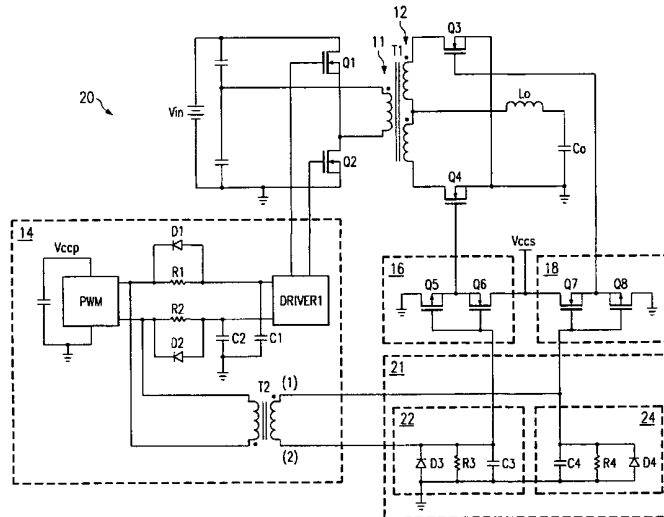 12
11
T1
Q3
Q1
20
Vin
Lo
Co
Q2
Q4
14
Vccp
D1
R1
PWM
R2
DRIVER1
D2
C2
C1
T2
(1)
(2)
Vccs
16
Q5
Q6
18
Q7
Q8
21
22
D3
R3
C3
24
C4
R4
D4